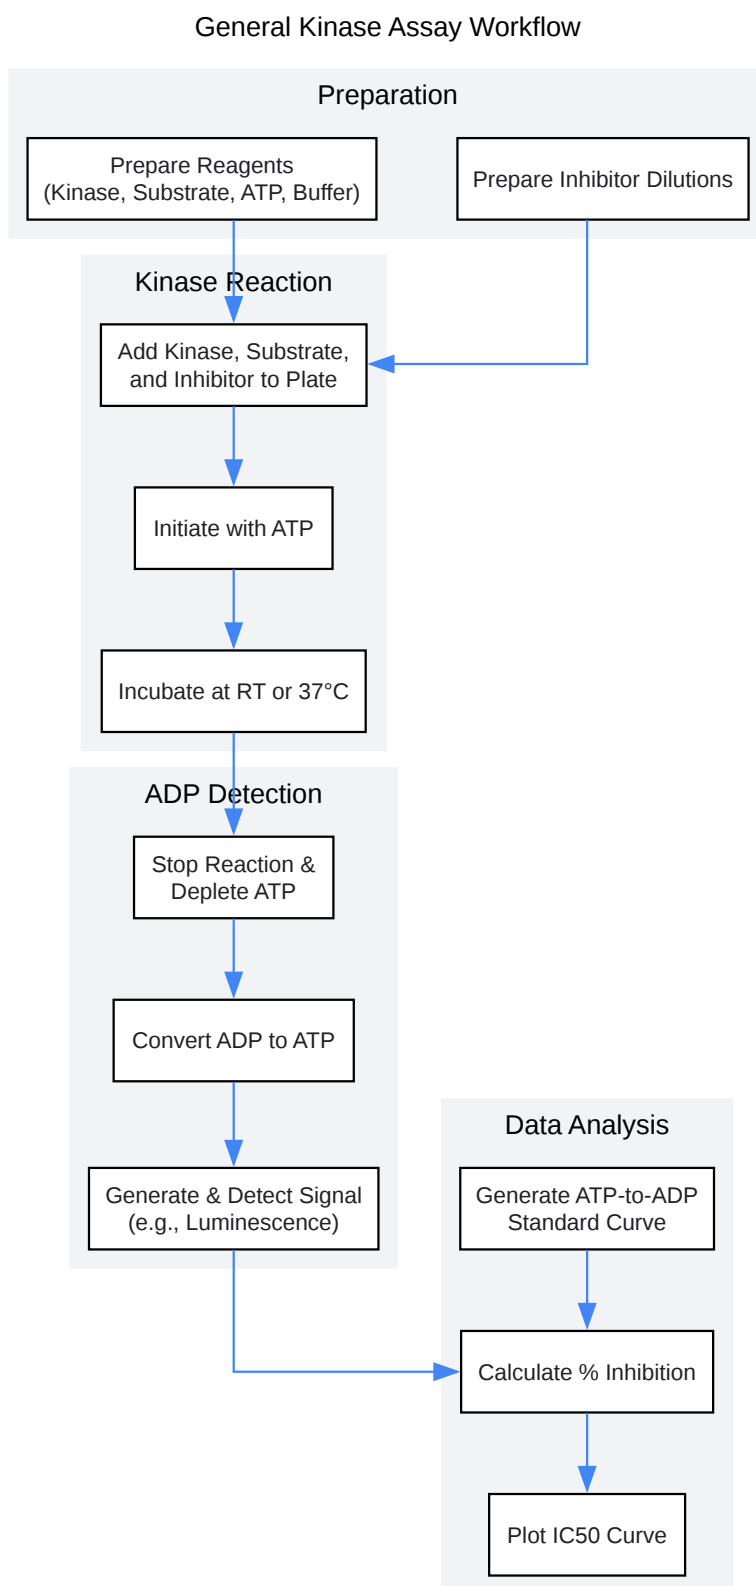 General Kinase Assay Workflow
Preparation
Prepare Reagents
(Kinase, Substrate, ATP, Buffer)
Prepare Inhibitor Dilutions
Kinase Reaction
Add Kinase, Substrate,
and Inhibitor to Plate
Initiate with ATP
Incubate at RT or 37°C
ADP Detection
Stop Reaction &
Deplete ATP
Convert ADP to ATP
Generate & Detect Signal
(e.g., Luminescence)
Data Analysis
Generate ATP-to-ADP
Standard Curve
Calculate % Inhibition
Plot IC50 Curve